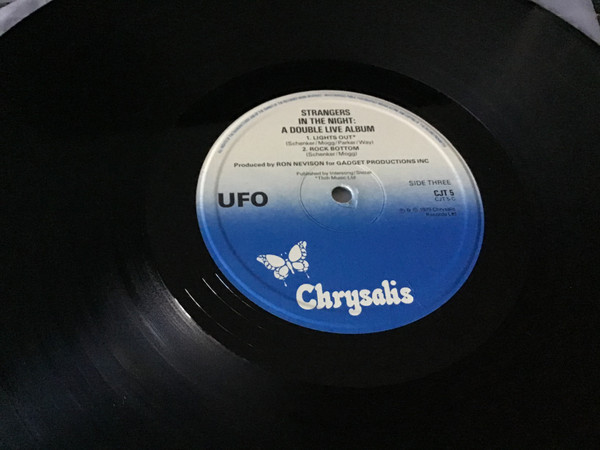 STRANGERS
IN THE NIGHT:
A DOUBLE LIVE ALBUM
1. LIGHTS OUT*
(Schenker/Mogg/Parker/Way)
2. ROCK BOTTOM
(Schenker/Mogg)
Produced by RON NEVISON for GADGET PRODUCTIONS INC
SIDE THREE
UFO
CJT 5
Chrysalis